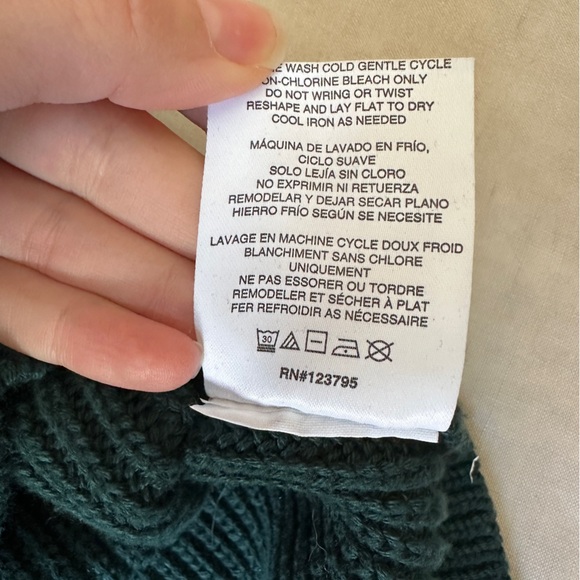 WASH COLD GENTLE CYCLE
CHLORINE BLEACH ONLY
DO NOT WRING OR TWIST
RESHAPE AND LAY FLAT TO DRY
COOL IRON AS NEEDED
MÁQUINA DE LAVADO EN FRÍO,
CICLO SUAVE
SOLO LEJÍA SIN CLORO
NO EXPRIMIR NI RETUERZA
REMODELAR Y DEJAR SECAR PLANO
HIERRO FRÍO SEGÚN SE NECESITE
LAVAGE EN MACHINE CYCLE DOUX FROID
BLANCHIMENT SANS CHLORE
UNIQUEMENT
NE PAS ESSORER OU TORDRE
REMODELER ET SÉCHER À PLAT
FER REFROIDIR AS NÉCESSAIRE
30
RN#123795